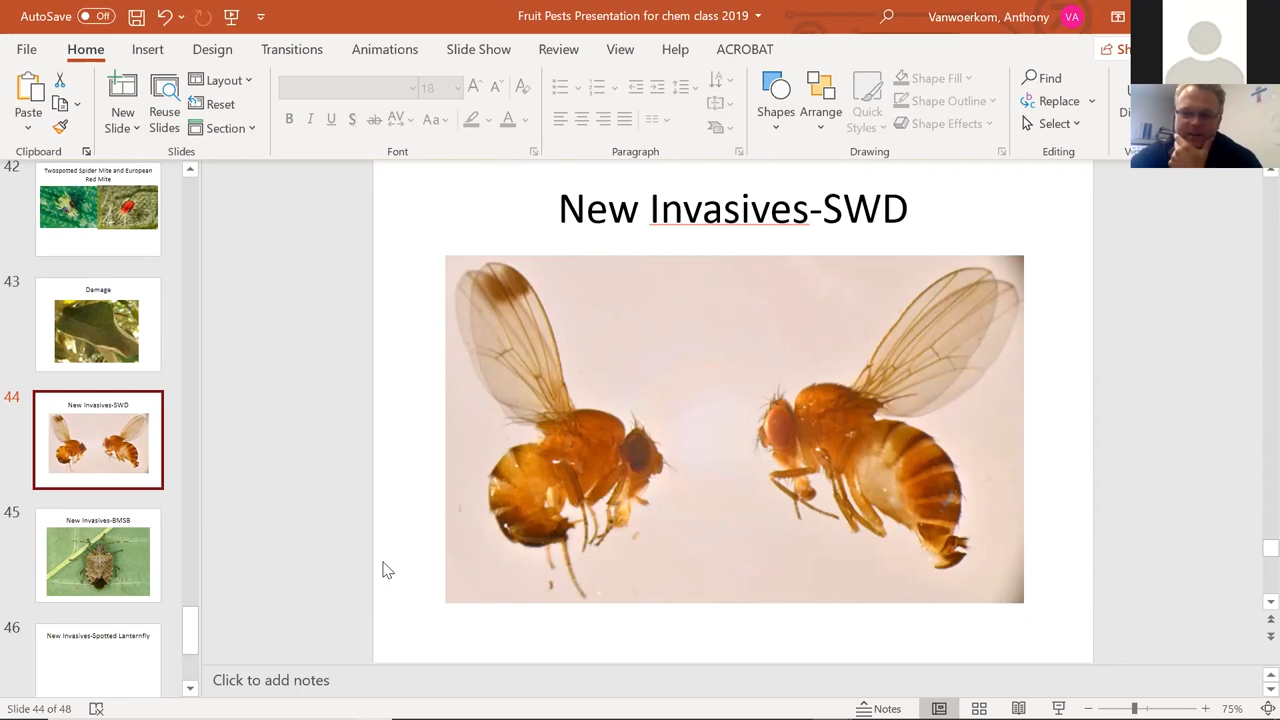 AutoSave Off
Fruit Pests Presentation for chem class 2019
Vanwoerkom, Anthony
VA
File Home Insert Design Transitions Animations Slide Show Review View Help ACROBAT
Paste
New Slide
Reuse Slides
Layout
Reset
Section
18
B
ab
AV
Aa
A
Shapes
Arrange
Quick Styles
Shape Fill
Shape Outline
Shape Effects
Find
Replace
Select
Clipboard
Slides
Font
Paragraph
Drawing
Editing
42
Twospotted Spider Mite and European
Red Mite
43
Damage
44
New Invasives-SWD
45
New Invasives-BMSB
46
New Invasives-Spotted Lanternfly
New Invasives-SWD
Click to add notes
Slide 44 of 48
Notes
75%